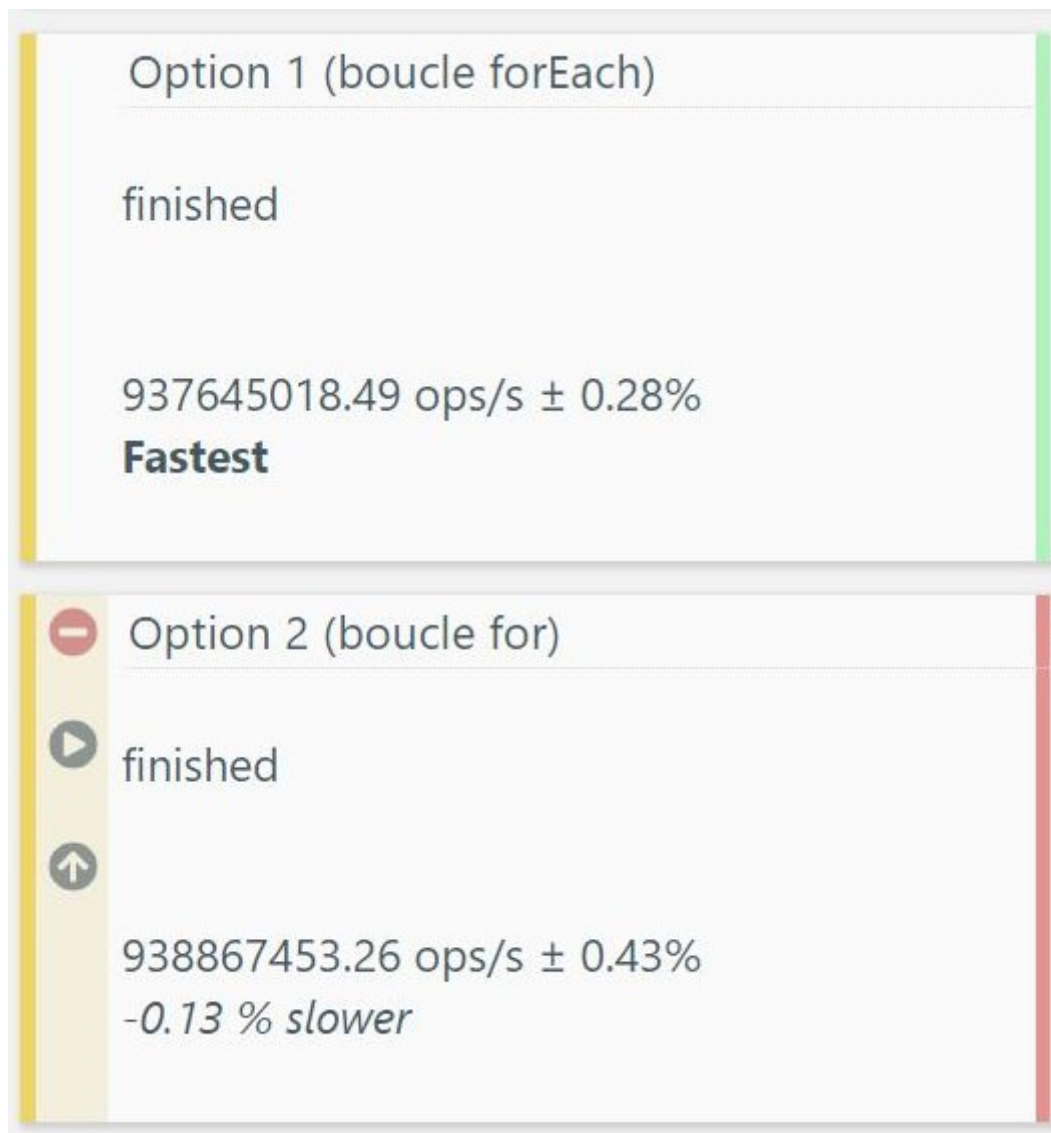 Option 1 (boucle forEach)
finished
937645018.49 ops/s ± 0.28%
Fastest
Option 2 (boucle for)
finished
938867453.26 ops/s ± 0.43%
-0.13 % slower